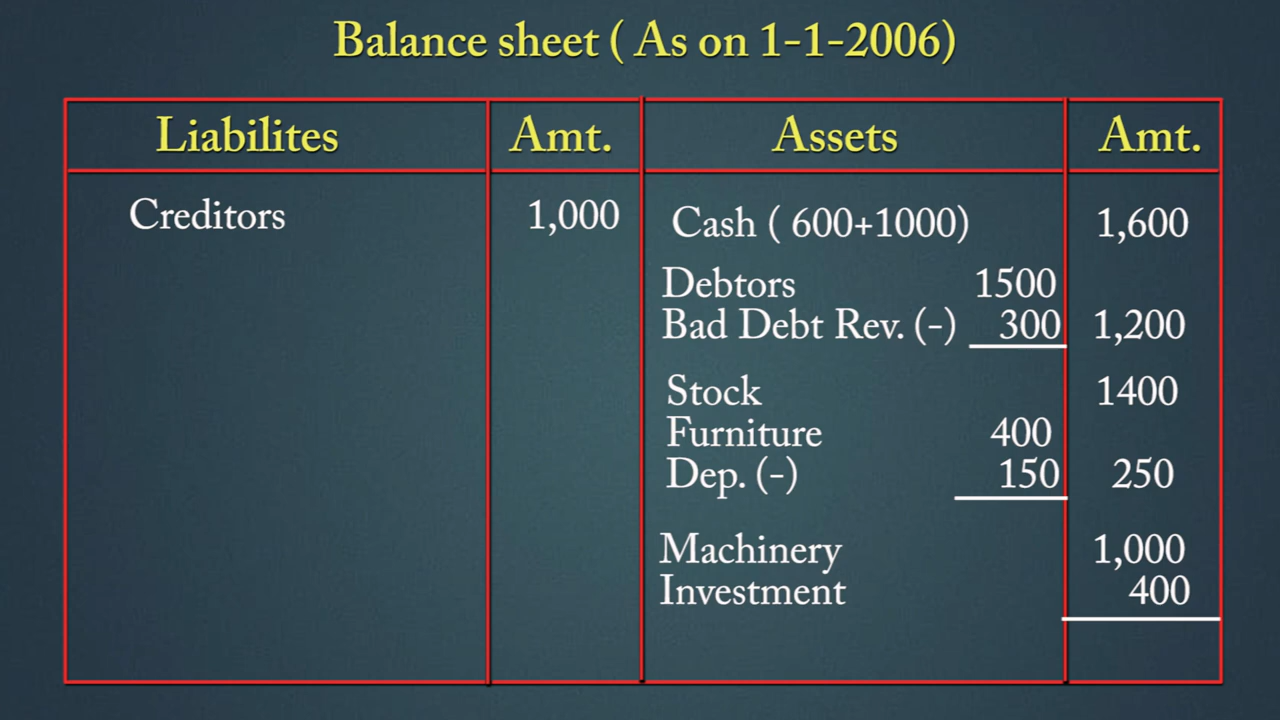 Balance sheet ( As on 1-1-2006)
Liabilites Amt. Assets Amt.
Creditors 1,000 Cash ( 600+1000) 1,600
Debtors 1500
Bad Debt Rev. (-) 300 1,200
Stock 1400
Furniture 400
Dep. (-) 150 250
Machinery 1,000
Investment 400